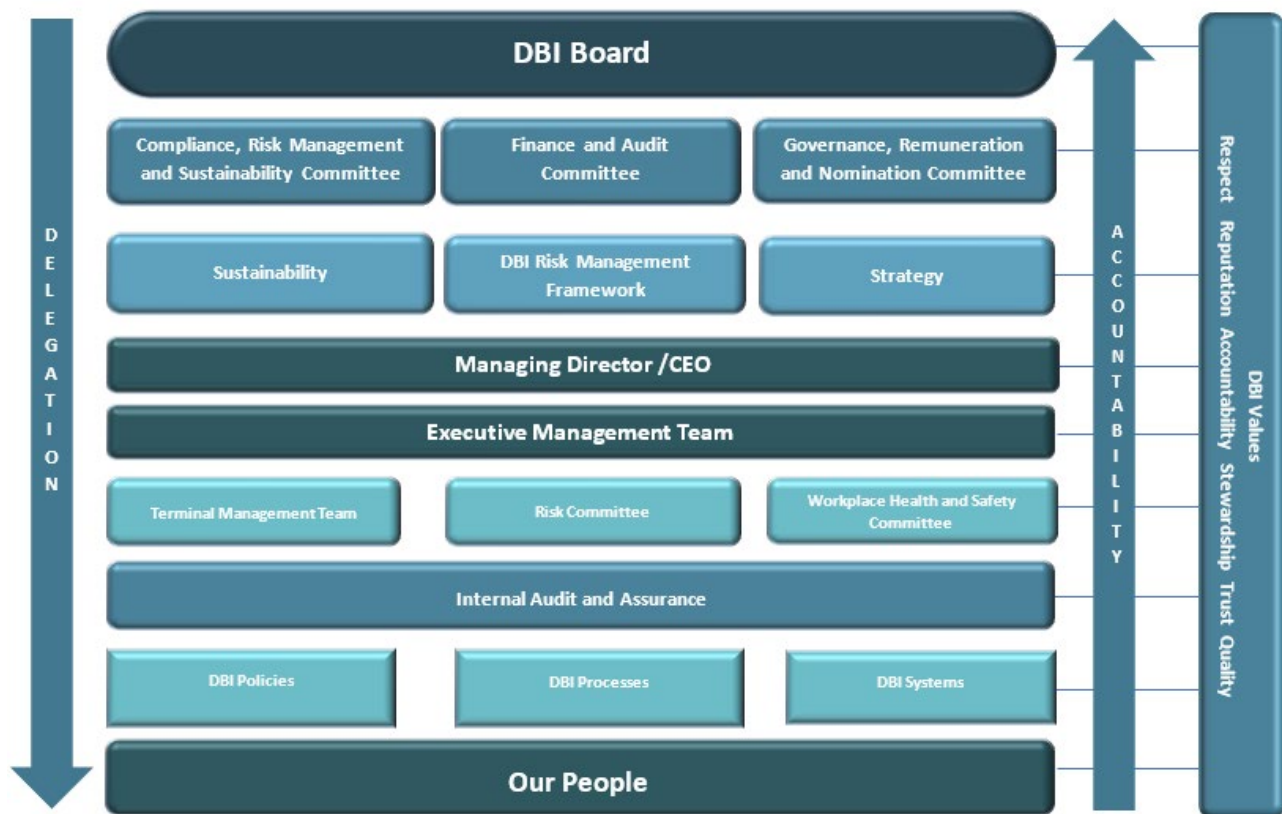 DBI Board
Compliance, Risk Management
and Sustainability Committee
Finance and Audit
Committee
Governance, Remuneration
and Nomination Committee
Sustainability
DBI Risk Management
Framework
Strategy
Managing Director /CEO
Executive Management Team
Terminal Management Team
Risk Committee
Workplace Health and Safety
Committee
Internal Audit and Assurance
DBI Policies
DBI Processes
DBI Systems
Our People
DELEGATION
ACCOUNTABILITY
DBI Values
Respect Reputation Accountability Stewardship Trust Quality